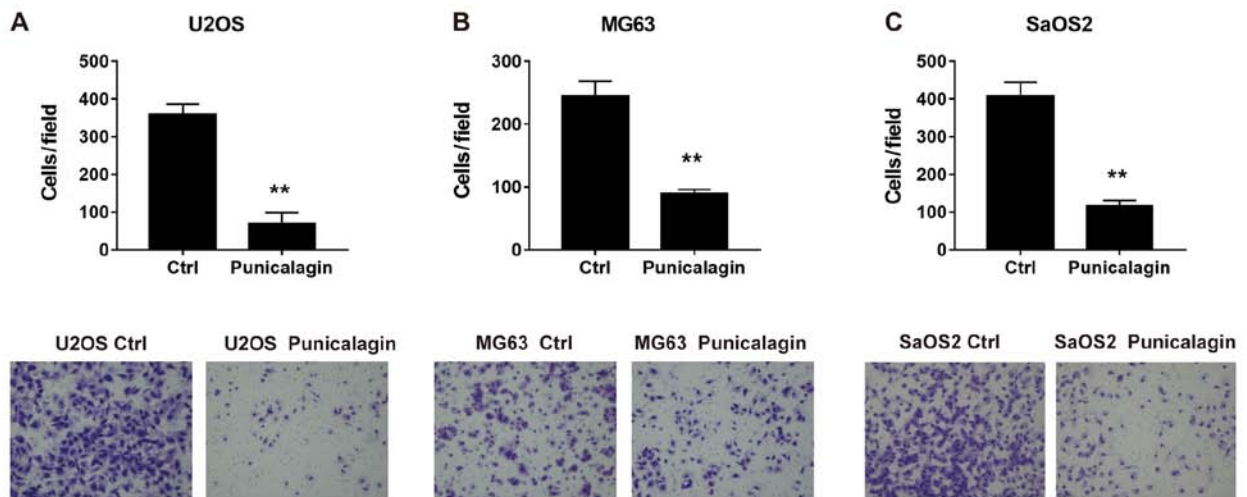 A
U2OS
500
400
300
200
100
0
Cells/field
**
Ctrl
Punicalagin
B
MG63
300
200
100
0
Cells/field
**
Ctrl
Punicalagin
C
SaOS2
500
400
300
200
100
0
Cells/field
**
Ctrl
Punicalagin
U2OS Ctrl
U2OS Punicalagin
MG63 Ctrl
MG63 Punicalagin
SaOS2 Ctrl
SaOS2 Punicalagin